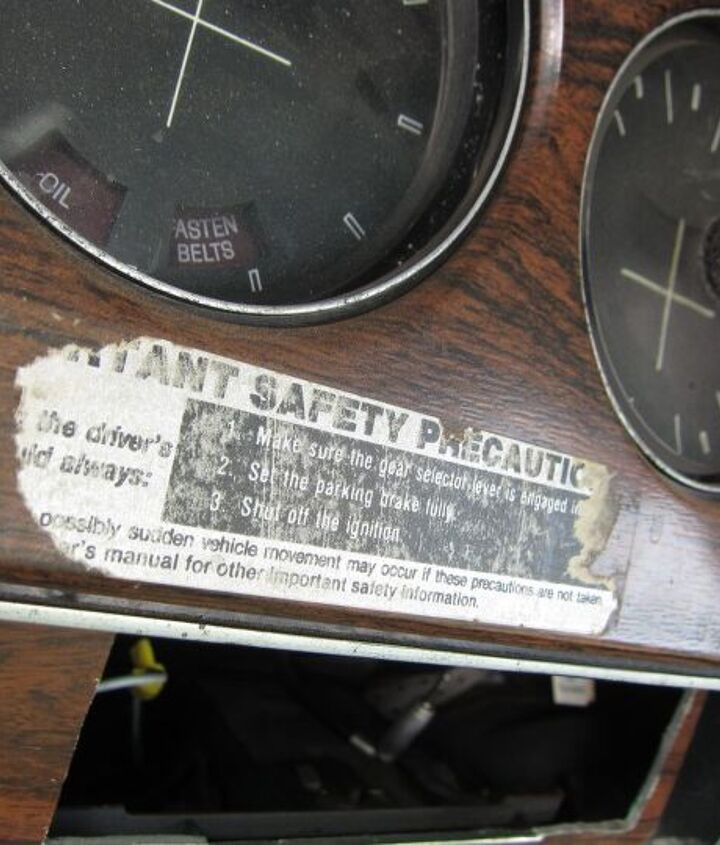 OIL
ASTEN
BELTS
TANT SAFETY PRECAUTIO
the driver's
uld always:
1. Make sure the gear selector lever is engaged in
2. Set the parking brake fully.
3. Shut off the ignition.
possibly sudden vehicle movement may occur if these precautions are not taken.
er's manual for other important safety information.